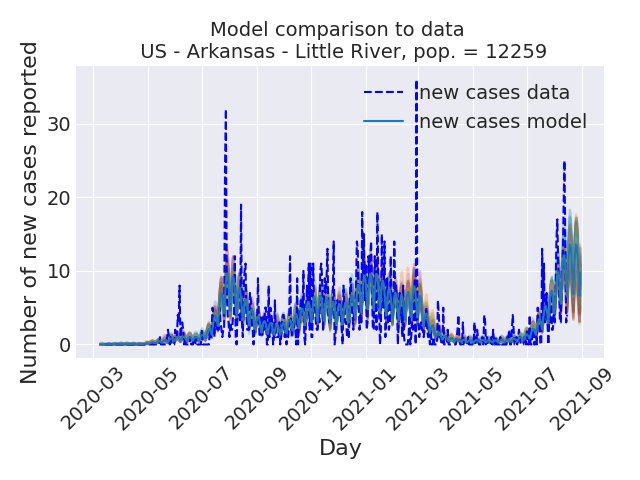 Model comparison to data
US - Arkansas - Little River, pop. = 12259
Number of new cases reported
30
20
10
0
new cases data
new cases model
2020-03
2020-05
2020-07
2020-09
2020-11
2021-01
2021-03
2021-05
2021-07
2021-09
Day